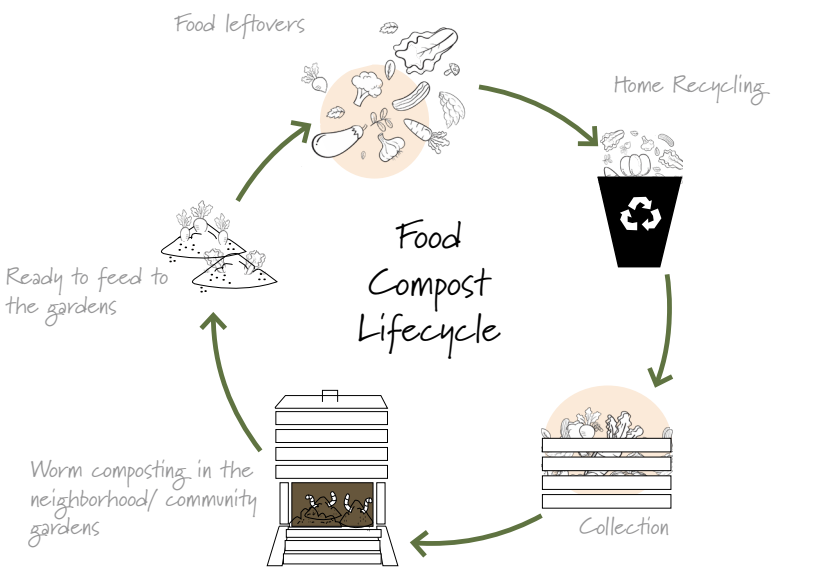 Food leftovers
Home Recycling
Food
Compost
Lifecycle
Ready to feed to
the gardens
Worm composting in the
neighborhood/ community
gardens
Collection